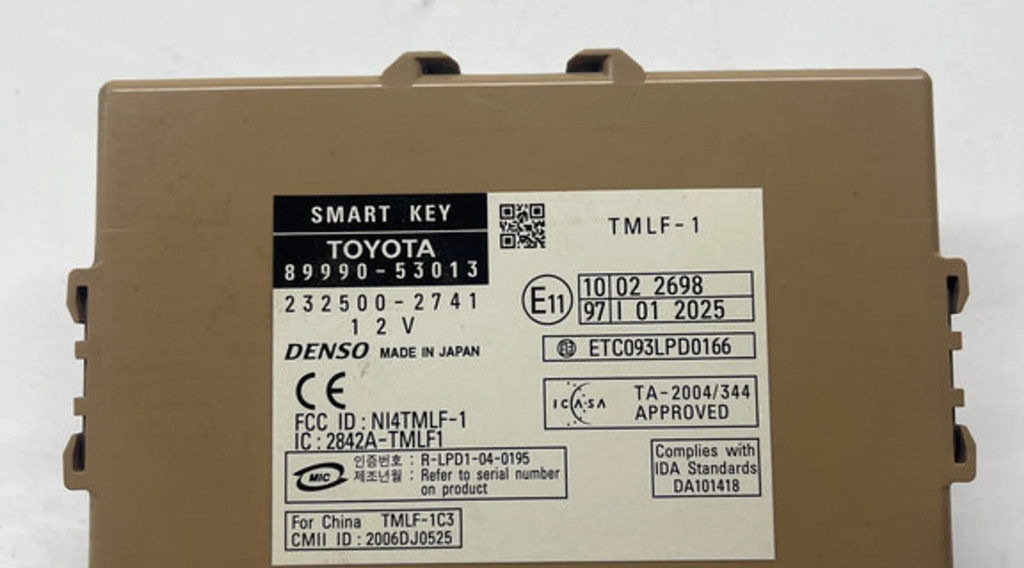 SMART KEY
TOYOTA
89990-53013
232500-2741
12V
DENSO MADE IN JAPAN
CE
FCC ID : NI4TMLF-1
IC : 2842A-TMLF1
MIC
인증번호 : R-LPD1-04-0195
제조년월 : Refer to serial number
on product
For China TMLF-1C3
CMII ID : 2006DJ0525
TMLF-1
E11
10 02 2698
97 I 01 2025
ETC093LPD0166
ICASA
TA-2004/344
APPROVED
Complies with
IDA Standards
DA101418